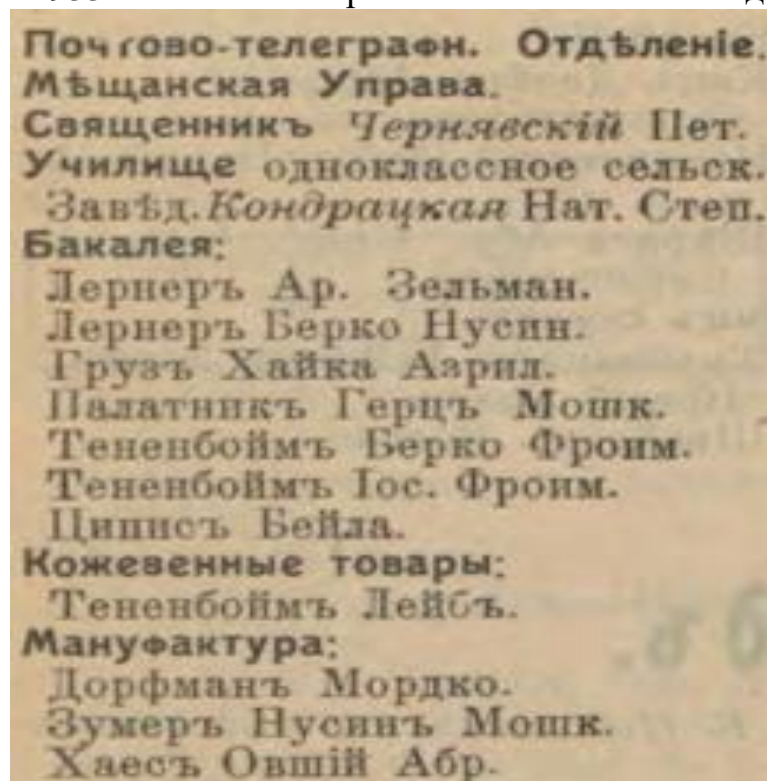 Почтово-телеграфн. Отдѣленіе.
Мѣщанская Управа.
Священникъ Чернявскій Пет.
Училище одноклассное сельск.
Завѣд. Кондрацкая Нат. Степ.
Бакалея:
Лернеръ Ар. Зельман.
Лернеръ Берко Нусин.
Грузъ Хайка Азрил.
Палатникъ Герцъ Мошк.
Тененбоймъ Берко Фроим.
Тененбоймъ Іос. Фроим.
Циписъ Бейла.
Кожевенные товары:
Тененбоймъ Лейбъ.
Мануфактура:
Дорфманъ Мордко.
Зумеръ Нусинъ Мошк.
Хаесъ Овшій Абр.